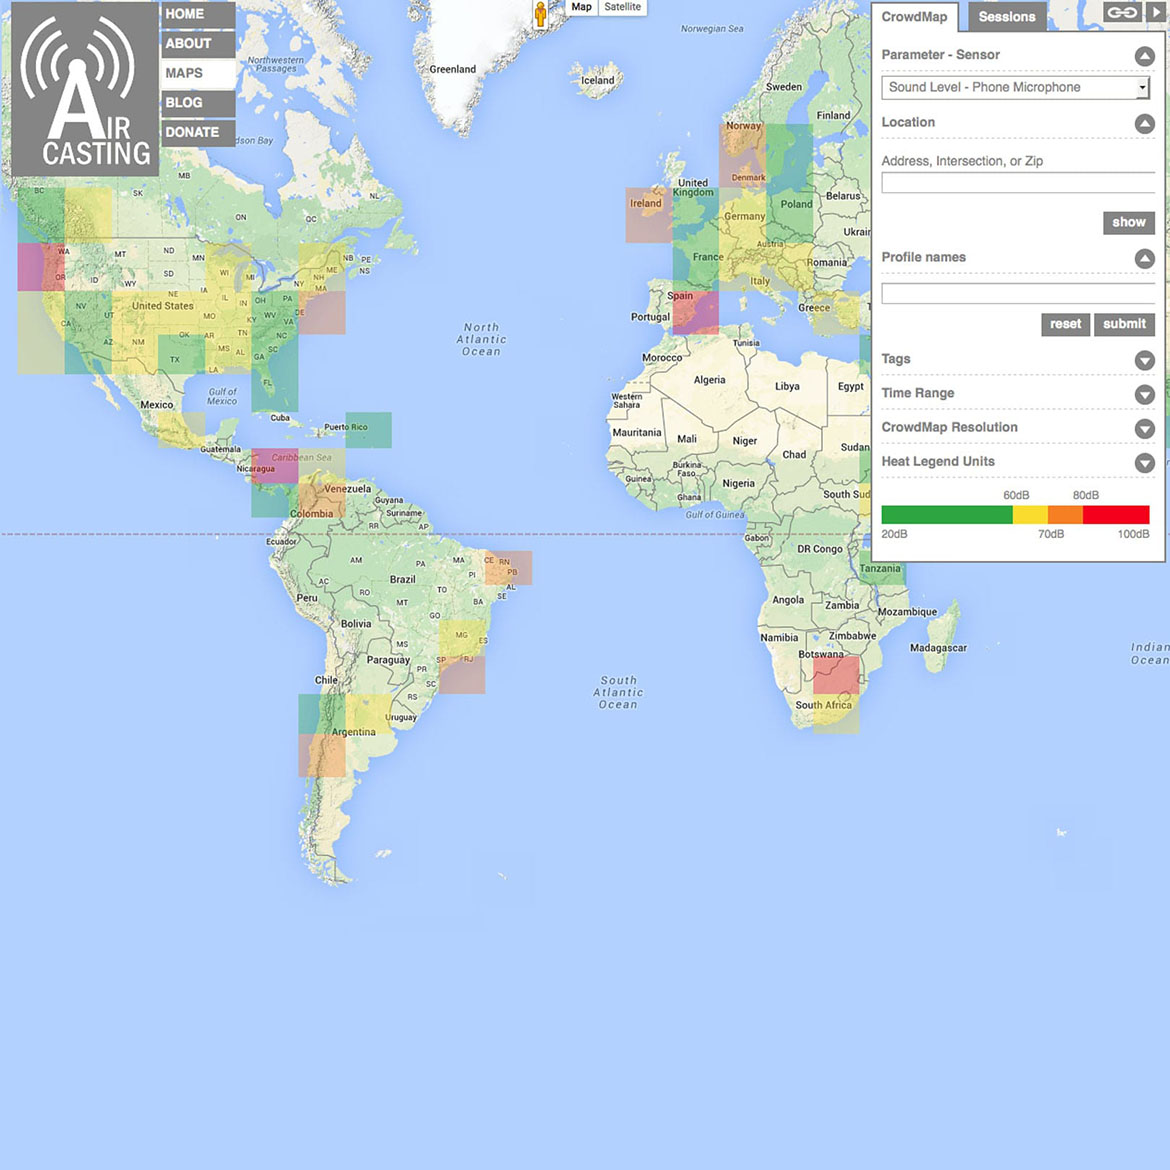 AIR
CASTING
HOME
ABOUT
MAPS
BLOG
DONATE
Map
Satellite
CrowdMap
Sessions
Parameter - Sensor
Sound Level - Phone Microphone
Location
Address, Intersection, or Zip
show
Profile names
reset
submit
Tags
Time Range
CrowdMap Resolution
Heat Legend Units
60dB
80dB
20dB
70dB
100dB
Norwegian Sea
Northwestern
Passages
Greenland
Iceland
Sweden
Finland
Norway
dson Bay
MB
BC
SK
NL
ON
QC
United
Kingdom
Denmark
Ireland
Belarus
Poland
Germany
Ukrain
Austria
France
Romania
Italy
Spain
Portugal
Greece
T
WA
MT
ND
MN
NB
PE
NS
OR
ID
WY
SD
WI
MI
ME
NH
NY
MA
NE
IA
NV
UT
United States
IL
IN
OH
PA
DE
MO
WV
VA
KY
CA
AZ
NM
OK
AR
TN
NC
TX
MS
AL
GA
SC
LA
FL
North
Atlantic
Ocean
Gulf of
Mexico
Mexico
Cuba
Puerto Rico
Guatemala
Caribbean Sea
Nicaragua
Venezuela
Guyana
Suriname
Colombia
RR
AP
Ecuador
Tunisia
Morocco
Algeria
Libya
Egypt
Western
Sahara
Mauritania
Mali
Niger
Chad
Sudan
Burkina
Faso
Guinea
Ghana
Nigeria
South Sud
Gulf of Guinea
Gabon
DR Congo
Tanzania
AM
PA
MA
CE
RN
PB
PI
AC
Brazil
TO
AL
SE
RO
Peru
MT
BA
Bolivia
GO
MG
ES
MS
Paraguay
SP
RJ
PR
SC
Chile
RS
Uruguay
Argentina
South
Atlantic
Ocean
Angola
Zambia
Mozambique
Namibia
Zimbabwe
Botswana
Madagascar
South Africa
Indian
Ocean